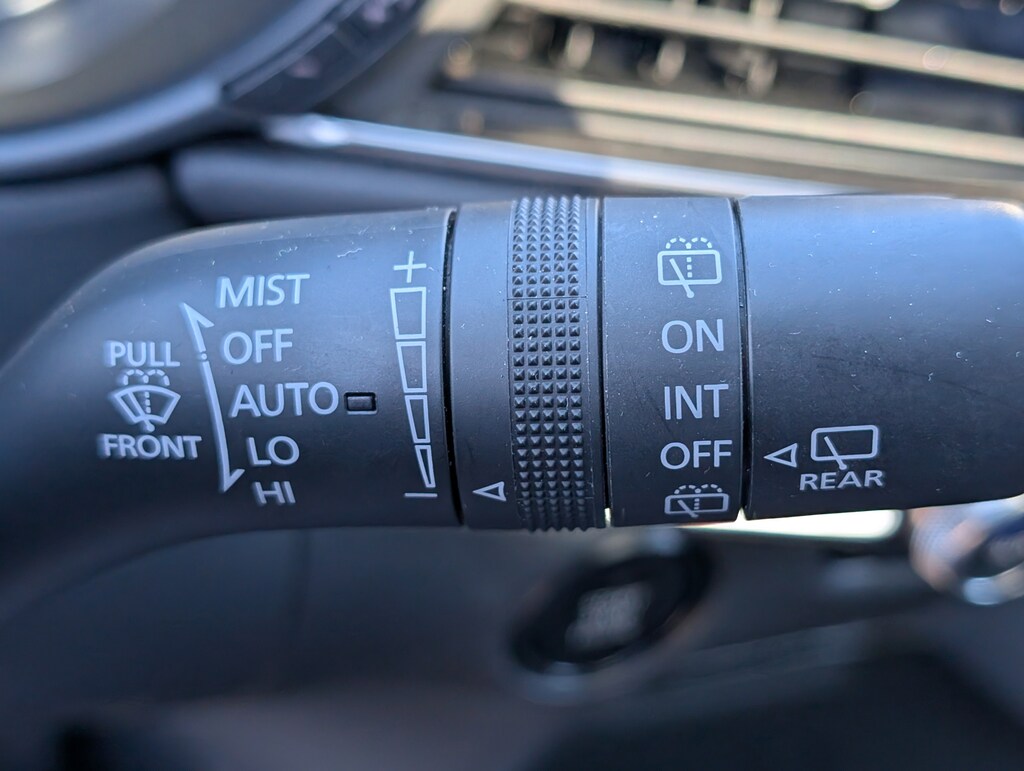 MIST
OFF
AUTO
LO
HI
PULL
FRONT
+
−
ON
INT
OFF
REAR